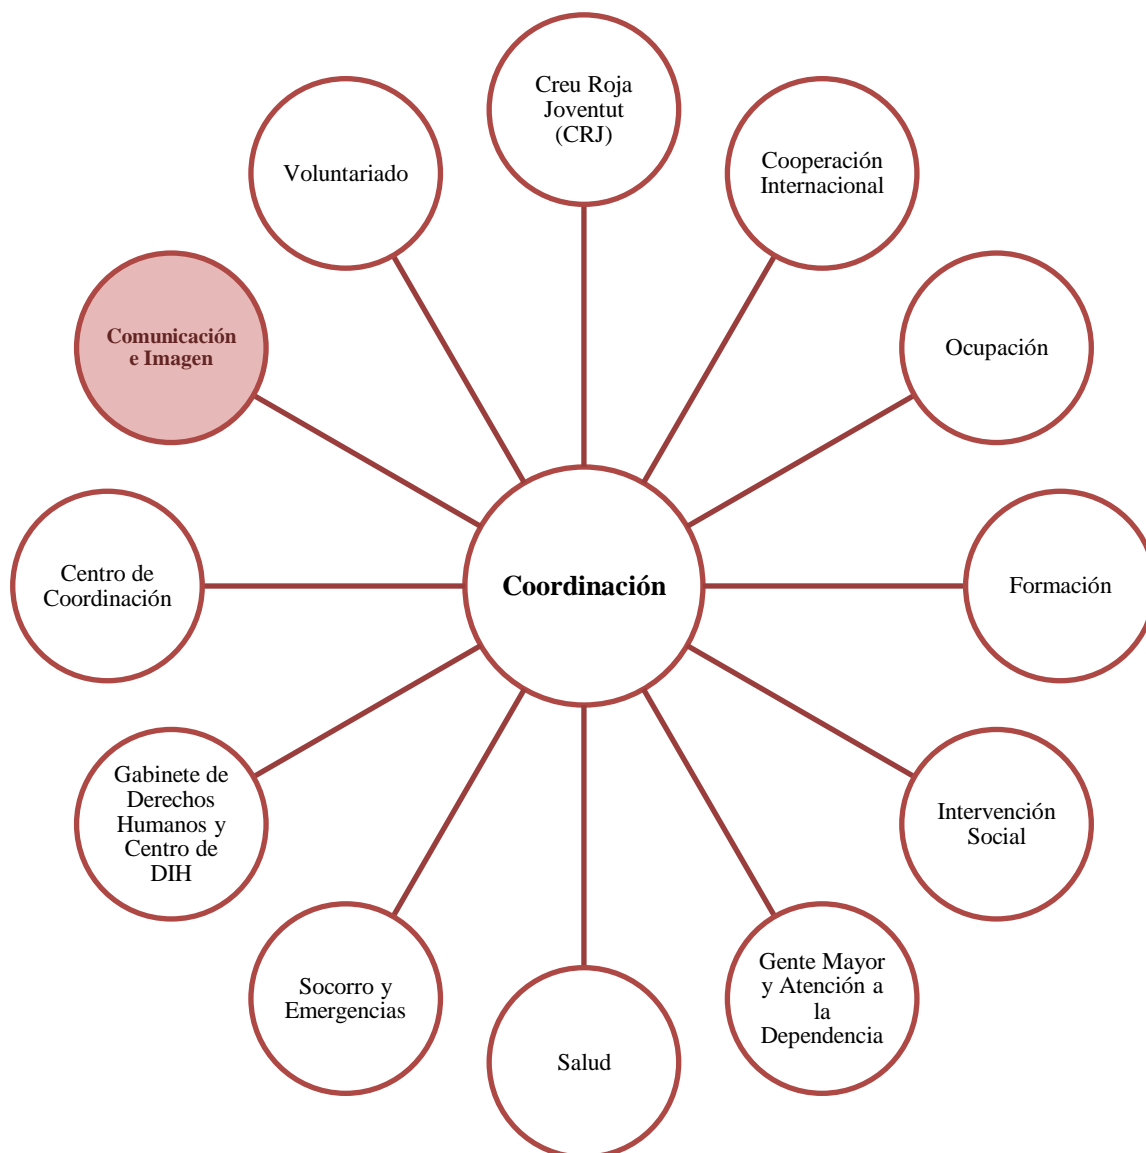 Creu Roja
Joventut
(CRJ)
Cooperación
Internacional
Ocupación
Formación
Intervención
Social
Gente Mayor
y Atención a
la
Dependencia
Salud
Socorro y
Emergencias
Gabinete de
Derechos
Humanos y
Centro de
DIH
Centro de
Coordinación
Comunicación
e Imagen
Voluntariado
Coordinación